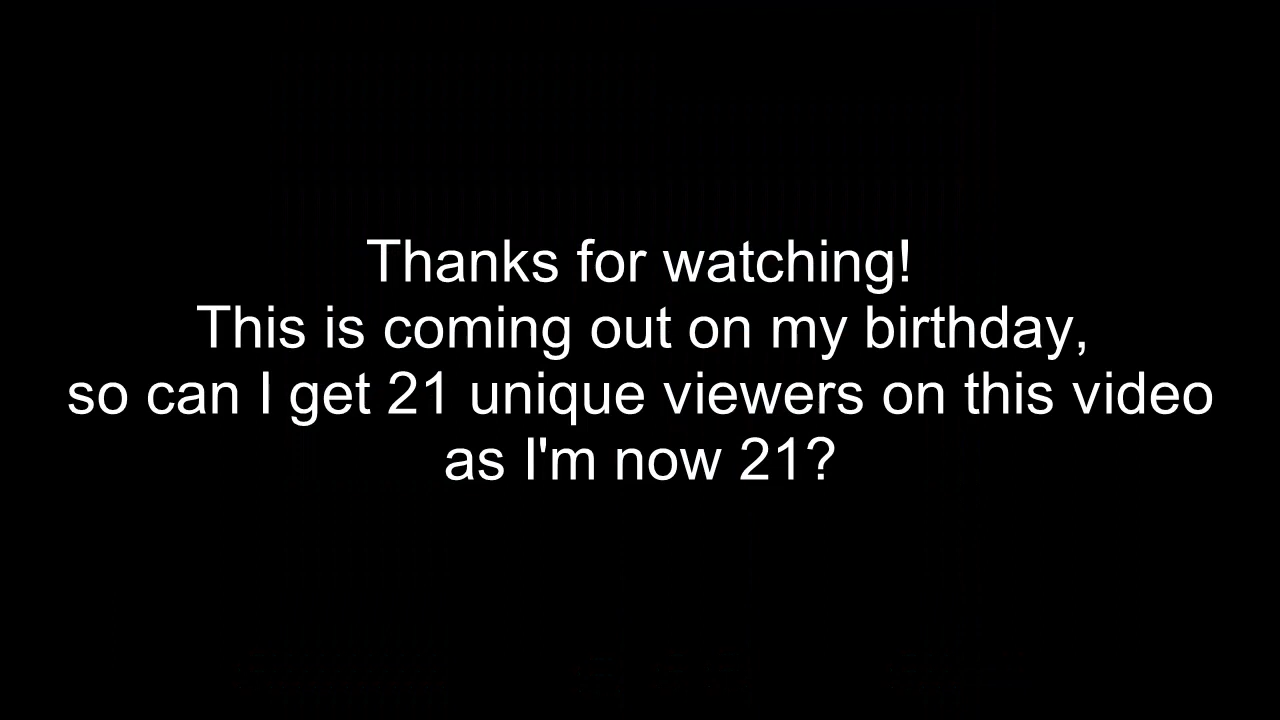 Thanks for watching!
This is coming out on my birthday,
so can I get 21 unique viewers on this video
as I'm now 21?